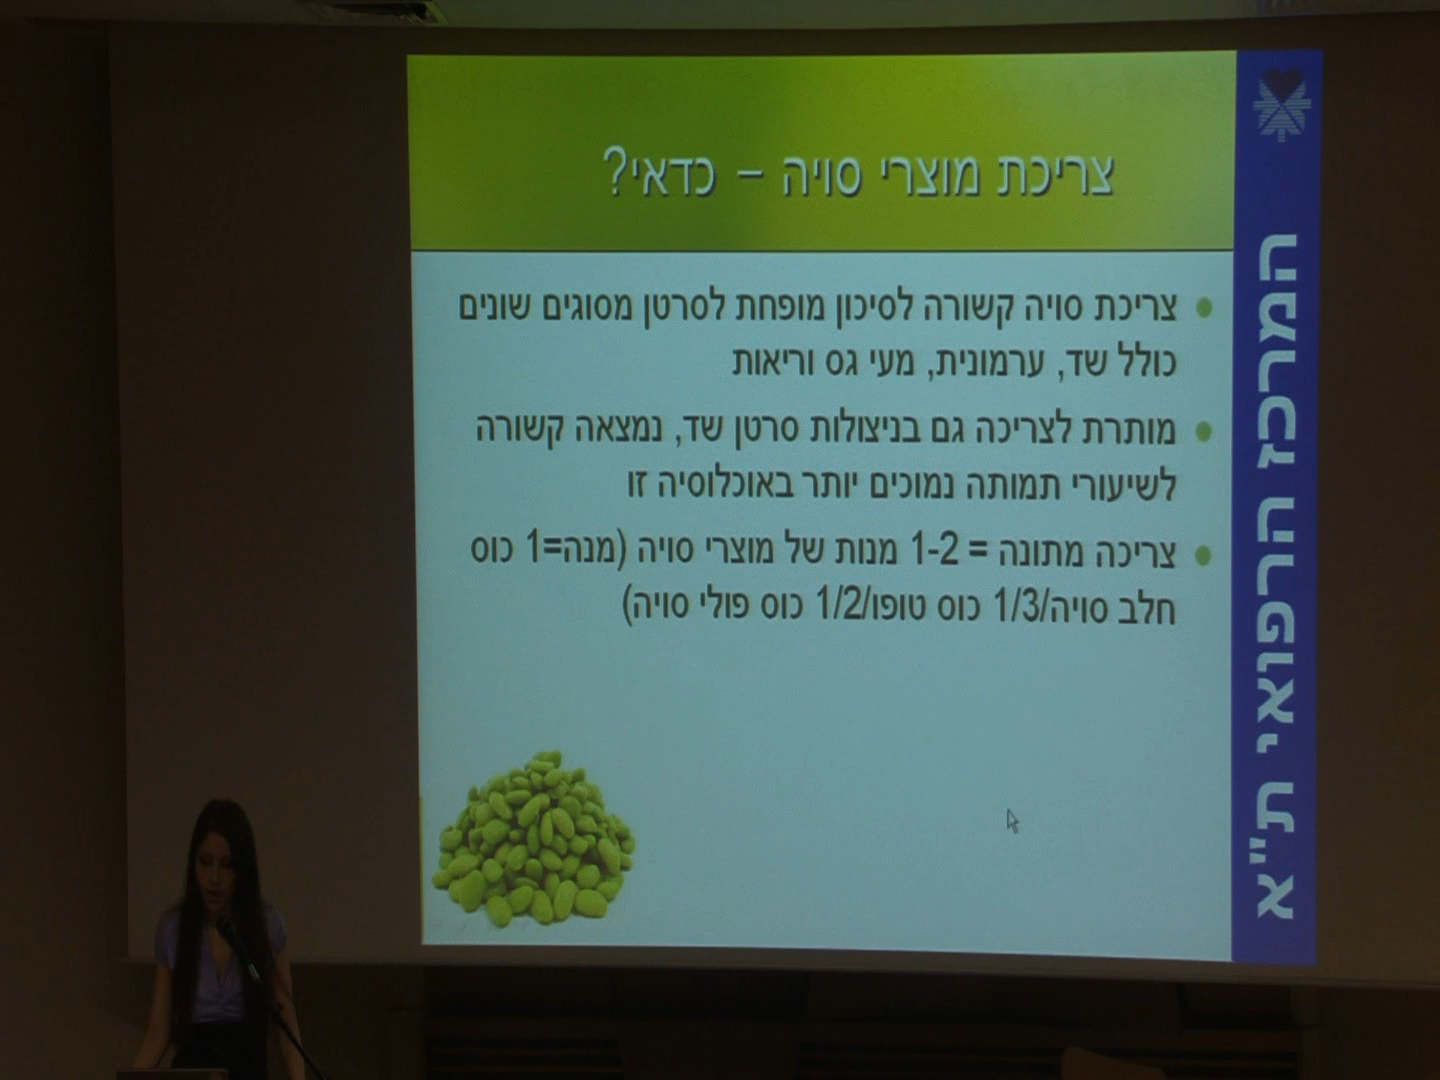 צריכת מוצרי סויה – כדאי?
צריכת סויה קשורה לסיכון מופחת לסרטן מסוגים שונים
כולל שד, ערמונית, מעי גס וריאות
מותרת לצריכה גם בניצולות סרטן שד, נמצאה קשורה
לשיעורי תמותה נמוכים יותר באוכלוסיה זו
צריכה מתונה = 1-2 מנות של מוצרי סויה (מנה=1 כוס
חלב סויה/1/3 כוס טופו/1/2 כוס פולי סויה)
המרכז הרפואי ת"א